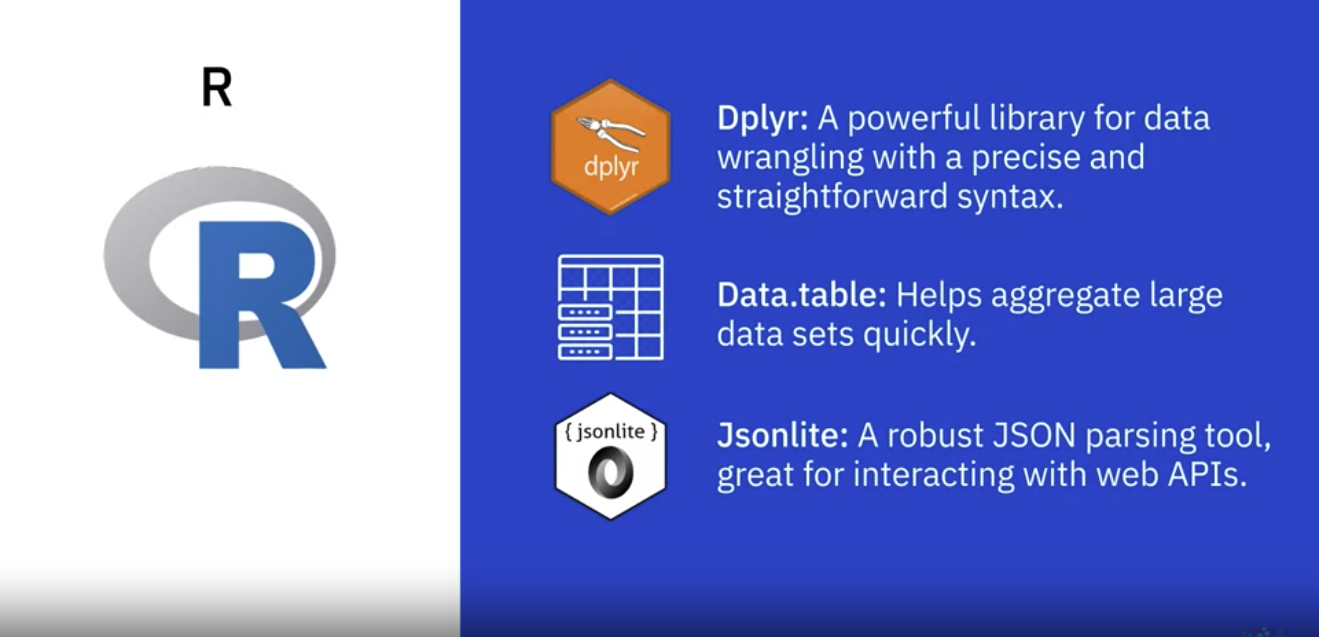 R
R
dplyr
Dplyr: A powerful library for data
wrangling with a precise and
straightforward syntax.
Data.table: Helps aggregate large
data sets quickly.
{ jsonlite }
Jsonlite: A robust JSON parsing tool,
great for interacting with web APIs.